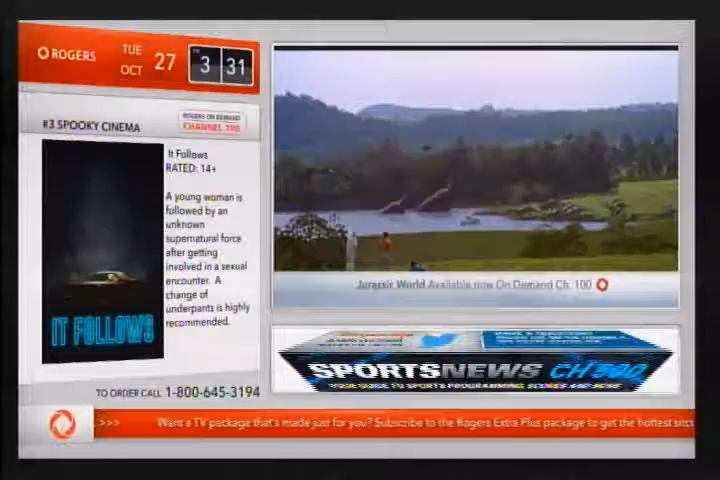 ROGERS
TUE
OCT
27
PM
3 31
#3 SPOOKY CINEMA
ROGERS ON DEMAND
CHANNEL 100
It Follows
RATED: 14+
A young woman is
followed by an
unknown
supernatural force
after getting
involved in a sexual
encounter. A
change of
underpants is highly
recommended.
IT FOLLOWS
TO ORDER CALL 1-800-645-3194
Jurassic World Available now On Demand Ch. 100
SPORTSNEWS CH 500
YOUR GUIDE TO SPORTS PROGRAMMING, SCORES AND MORE
>>> Want a TV package that's made just for you? Subscribe to the Rogers Extra Plus package to get the hottest